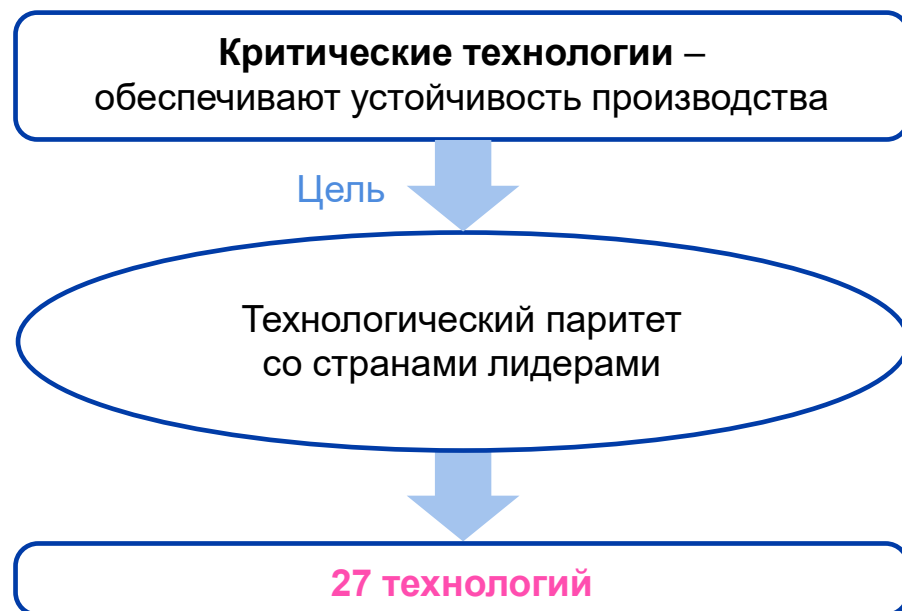 Критические технологии –
обеспечивают устойчивость производства
Цель
Технологический паритет
со странами лидерами
27 технологий